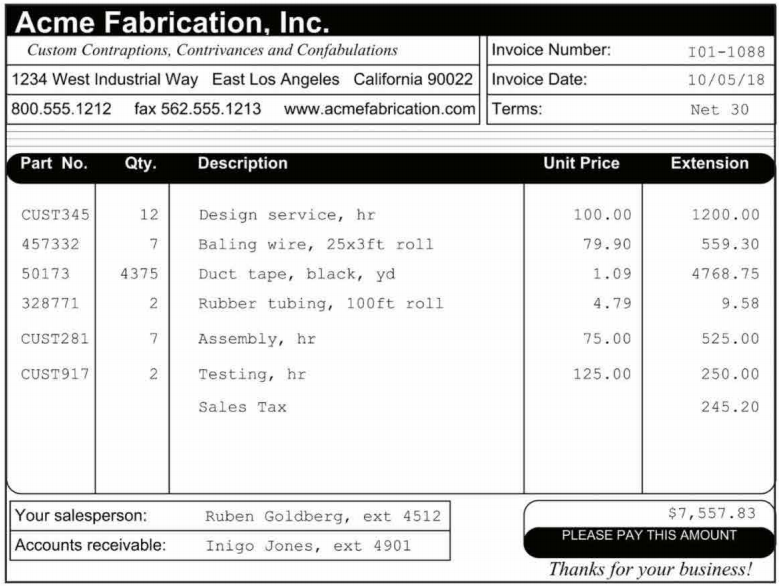 Acme Fabrication, Inc.
Custom Contraptions, Contrivances and Confabulations
1234 West Industrial Way East Los Angeles California 90022
800.555.1212 fax 562.555.1213 www.acmefabrication.com
Invoice Number: I01-1088
Invoice Date: 10/05/18
Terms: Net 30
Part No. Qty. Description Unit Price Extension
CUST345 12 Design service, hr 100.00 1200.00
457332 7 Baling wire, 25x3ft roll 79.90 559.30
50173 4375 Duct tape, black, yd 1.09 4768.75
328771 2 Rubber tubing, 100ft roll 4.79 9.58
CUST281 7 Assembly, hr 75.00 525.00
CUST917 2 Testing, hr 125.00 250.00
Sales Tax 245.20
Your salesperson: Ruben Goldberg, ext 4512
Accounts receivable: Inigo Jones, ext 4901
$7,557.83
PLEASE PAY THIS AMOUNT
Thanks for your business!